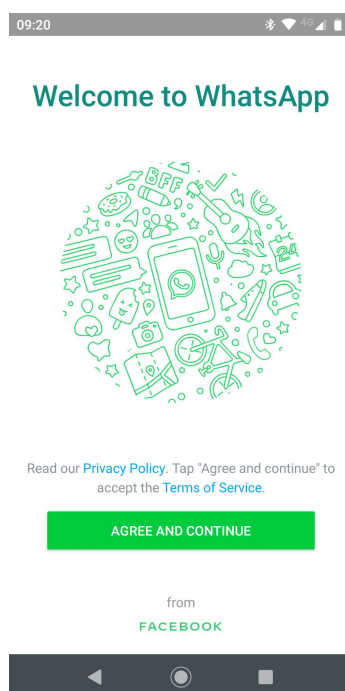 09:20 4G
Welcome to WhatsApp
BFF
24
Read our Privacy Policy. Tap "Agree and continue" to
accept the Terms of Service.
AGREE AND CONTINUE
from
FACEBOOK